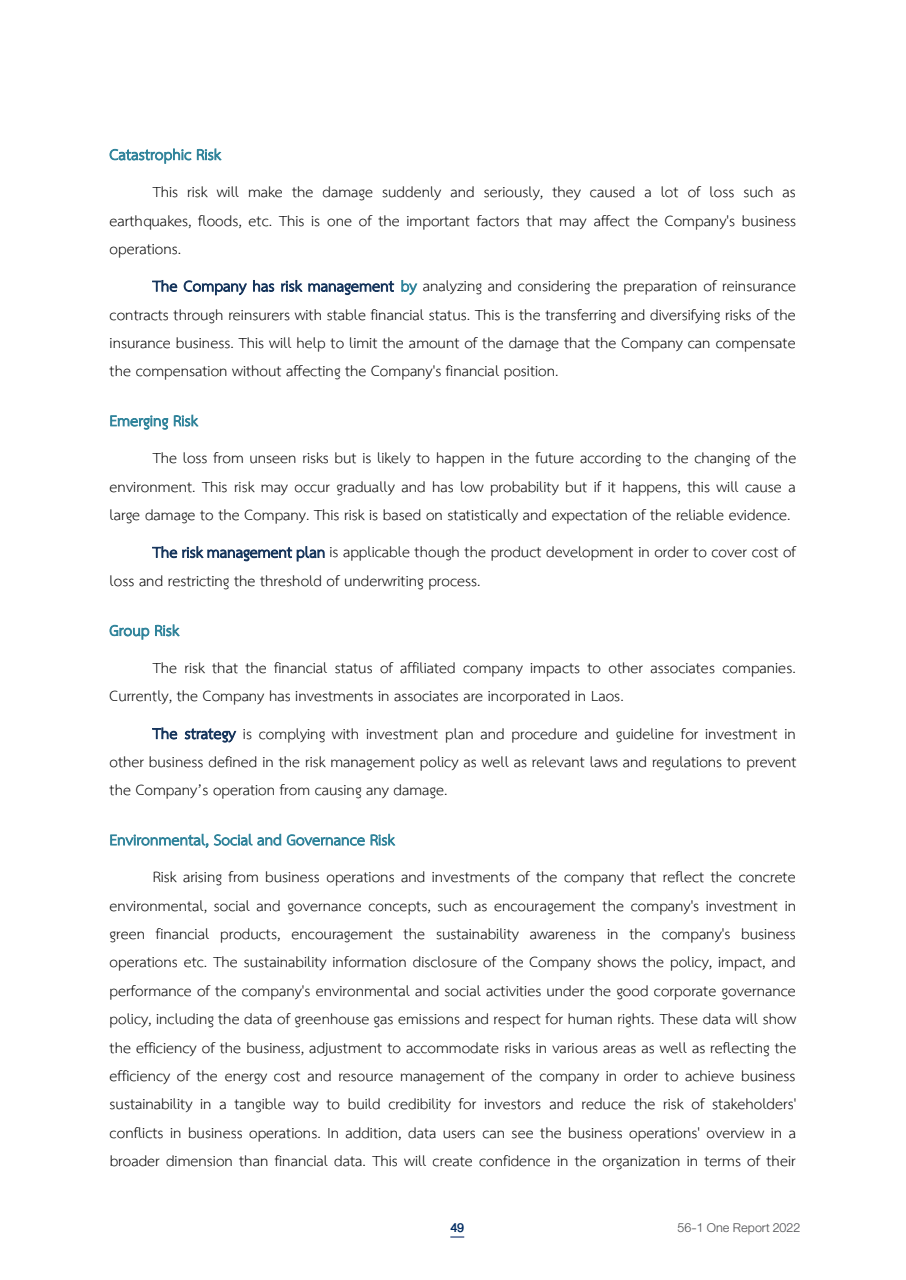 Catastrophic Risk
This risk will make the damage suddenly and seriously, they caused a lot of loss such as
earthquakes, floods, etc. This is one of the important factors that may affect the Company's business
operations.
The Company has risk management by analyzing and considering the preparation of reinsurance
contracts through reinsurers with stable financial status. This is the transferring and diversifying risks of the
insurance business. This will help to limit the amount of the damage that the Company can compensate
the compensation without affecting the Company's financial position.
Emerging Risk
The loss from unseen risks but is likely to happen in the future according to the changing of the
environment. This risk may occur gradually and has low probability but if it happens, this will cause a
large damage to the Company. This risk is based on statistically and expectation of the reliable evidence.
The risk management plan is applicable though the product development in order to cover cost of
loss and restricting the threshold of underwriting process.
Group Risk
The risk that the financial status of affiliated company impacts to other associates companies.
Currently, the Company has investments in associates are incorporated in Laos.
The strategy is complying with investment plan and procedure and guideline for investment in
other business defined in the risk management policy as well as relevant laws and regulations to prevent
the Company’s operation from causing any damage.
Environmental, Social and Governance Risk
Risk arising from business operations and investments of the company that reflect the concrete
environmental, social and governance concepts, such as encouragement the company's investment in
green financial products, encouragement the sustainability awareness in the company's business
operations etc. The sustainability information disclosure of the Company shows the policy, impact, and
performance of the company's environmental and social activities under the good corporate governance
policy, including the data of greenhouse gas emissions and respect for human rights. These data will show
the efficiency of the business, adjustment to accommodate risks in various areas as well as reflecting the
efficiency of the energy cost and resource management of the company in order to achieve business
sustainability in a tangible way to build credibility for investors and reduce the risk of stakeholders'
conflicts in business operations. In addition, data users can see the business operations' overview in a
broader dimension than financial data. This will create confidence in the organization in terms of their
49
56-1 One Report 2022